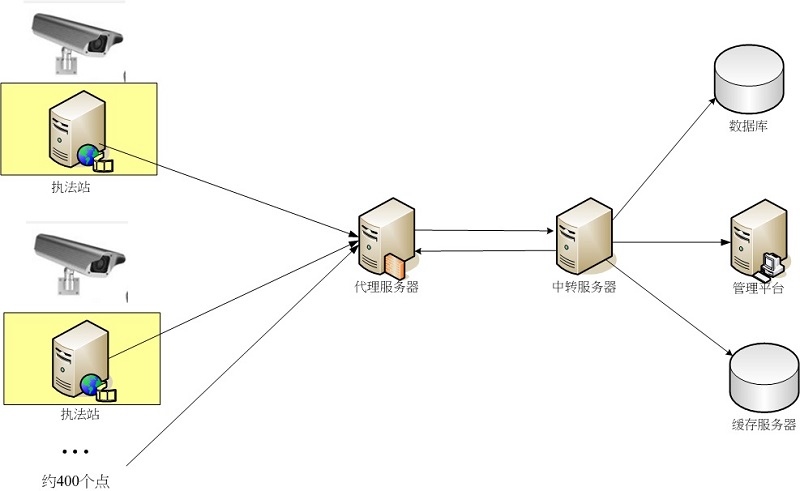 数据库
执法站
代理服务器
中转服务器
管理平台
执法站
缓存服务器
...
约400个点